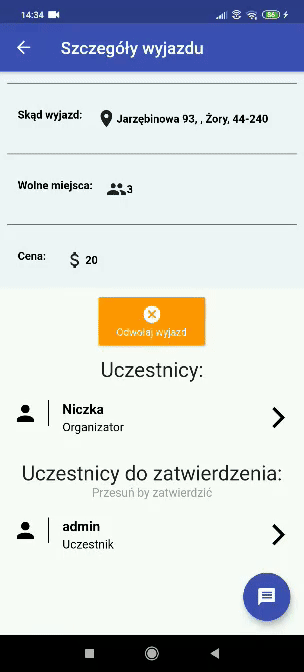 14:34
86
Szczegóły wyjazdu
Skąd wyjazd: Jarzębinowa 93, , Żory, 44-240
Wolne miejsca: 3
Cena: $ 20
Odwołaj wyjazd
Uczestnicy:
Niczka
Organizator
Uczestnicy do zatwierdzenia:
Przesuń by zatwierdzić
admin
Uczestnik